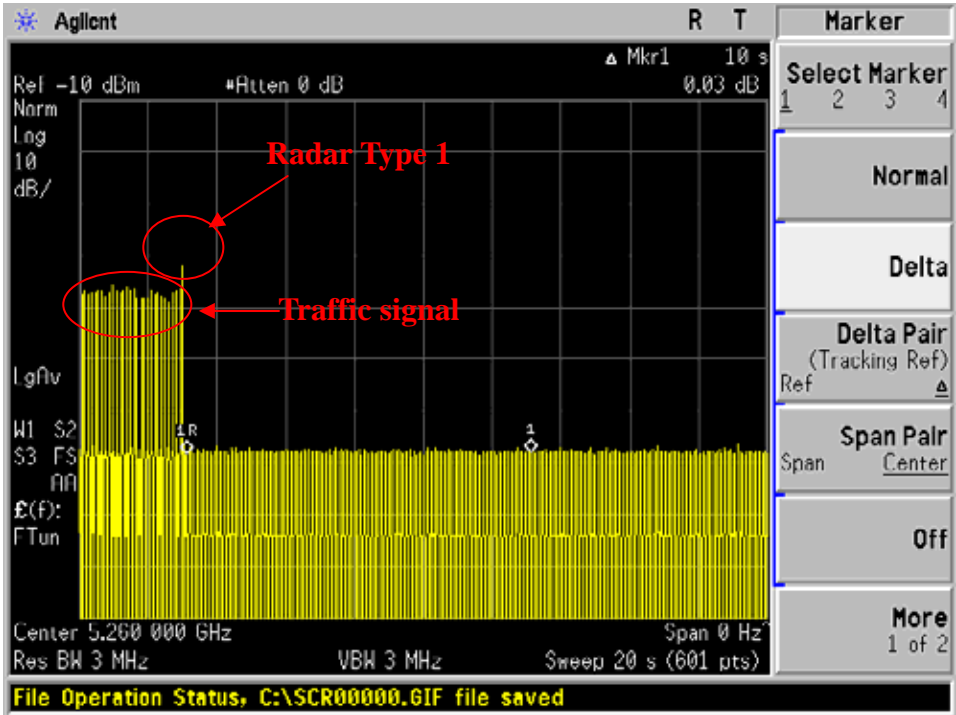 Agilent R T
Marker
Δ Mkr1 10 s
Ref -10 dBm #Atten 0 dB 0.03 dB
Norm
Log
10
dB/
Radar Type 1
Traffic signal
LgAv
W1 S2
S3 FS
AA
£(f):
FTun
1R
1
Center 5.260 000 GHz Span 0 Hz^
Res BW 3 MHz VBW 3 MHz Sweep 20 s (601 pts)
File Operation Status, C:\SCR00000.GIF file saved
Select Marker
1 2 3 4
Normal
Delta
Delta Pair
(Tracking Ref)
Ref Δ
Span Pair
Span Center
Off
More
1 of 2